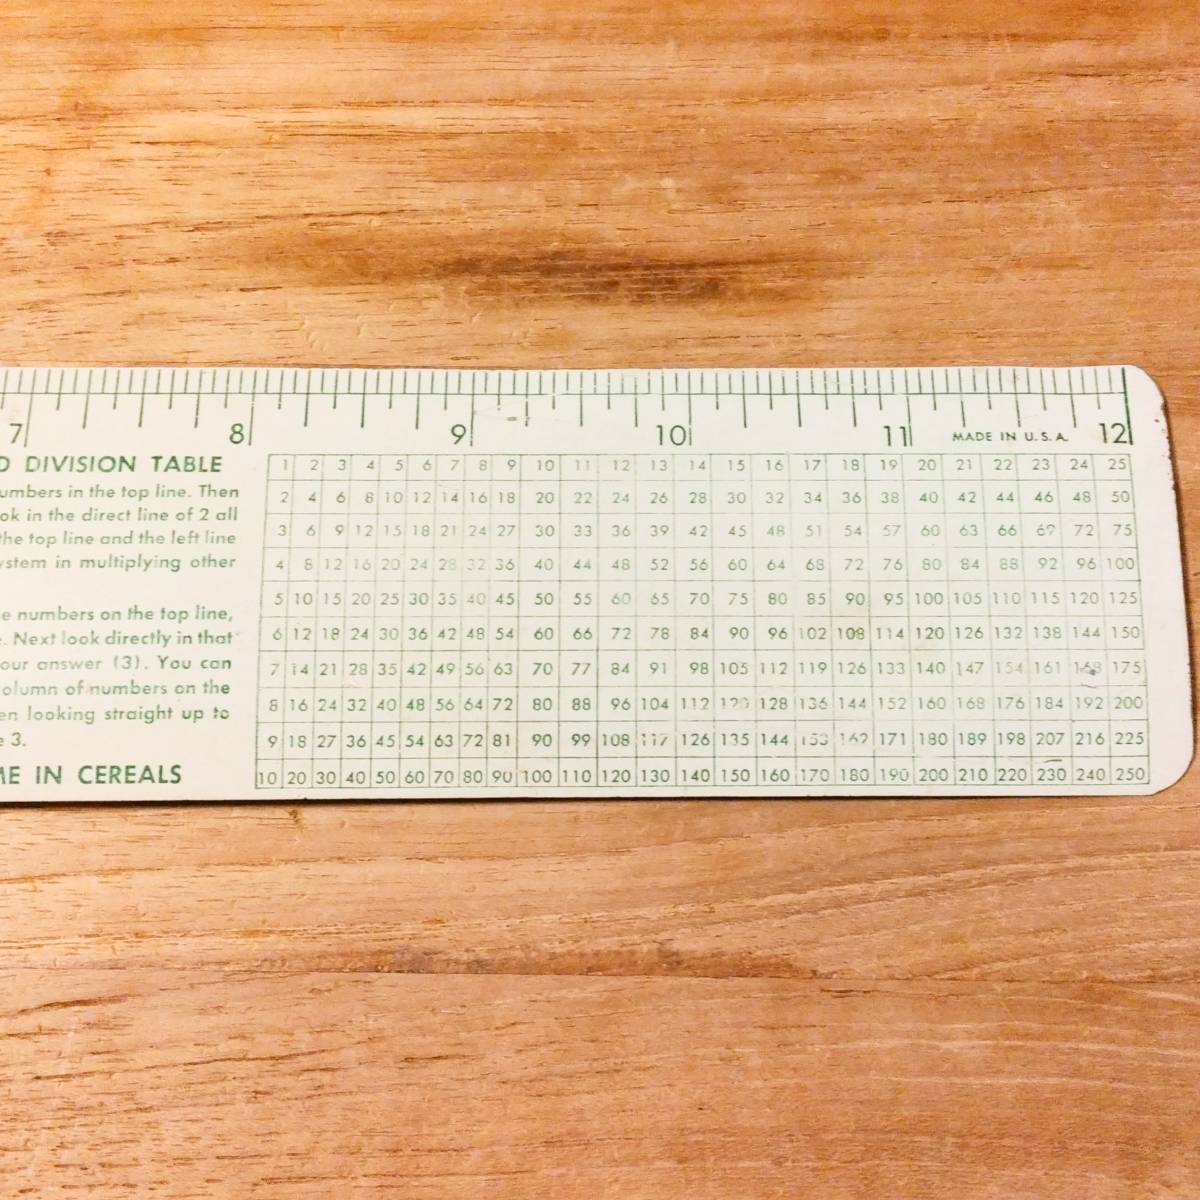 7 8 9 10 11 12
MADE IN U.S.A.
D DIVISION TABLE
umbers in the top line. Then
ok in the direct line of 2 all
the top line and the left line
ystem in multiplying other
e numbers on the top line,
. Next look directly in that
our answer (3). You can
olumn of numbers on the
en looking straight up to
e 3.
IE IN CEREALS
1 2 3 4 5 6 7 8 9 10 11 12 13 14 15 16 17 18 19 20 21 22 23 24 25
2 4 6 8 10 12 14 16 18 20 22 24 26 28 30 32 34 36 38 40 42 44 46 48 50
3 6 9 12 15 18 21 24 27 30 33 36 39 42 45 48 51 54 57 60 63 66 69 72 75
4 8 12 16 20 24 28 32 36 40 44 48 52 56 60 64 68 72 76 80 84 88 92 96 100
5 10 15 20 25 30 35 40 45 50 55 60 65 70 75 80 85 90 95 100 105 110 115 120 125
6 12 18 24 30 36 42 48 54 60 66 72 78 84 90 96 102 108 114 120 126 132 138 144 150
7 14 21 28 35 42 49 56 63 70 77 84 91 98 105 112 119 126 133 140 147 154 161 168 175
8 16 24 32 40 48 56 64 72 80 88 96 104 112 128 136 144 152 160 168 176 184 192 200
9 18 27 36 45 54 63 72 81 90 99 108 117 126 135 144 153 162 171 180 189 198 207 216 225
10 20 30 40 50 60 70 80 90 100 110 120 130 140 150 160 170 180 190 200 210 220 230 240 250